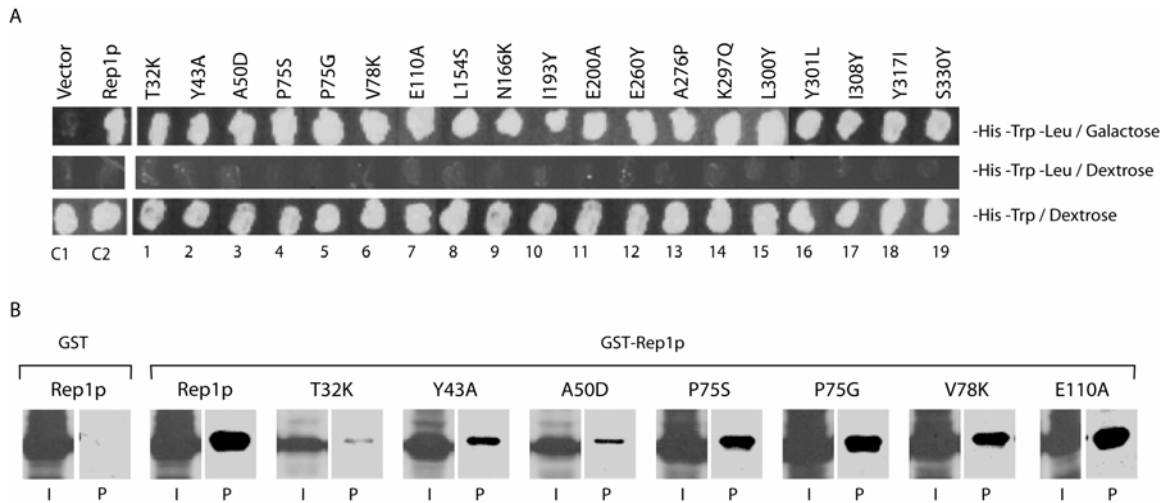 A
Vector Rep1p T32K Y43A A50D P75S P75G V78K E110A L154S N166K I193Y E200A E260Y A276P K297Q L300Y Y301L I308Y Y317I S330Y
-His -Trp -Leu / Galactose
-His -Trp -Leu / Dextrose
-His -Trp / Dextrose
C1 C2 1 2 3 4 5 6 7 8 9 10 11 12 13 14 15 16 17 18 19
B
GST GST-Rep1p
Rep1p Rep1p T32K Y43A A50D P75S P75G V78K E110A
I P I P I P I P I P I P I P I P I P